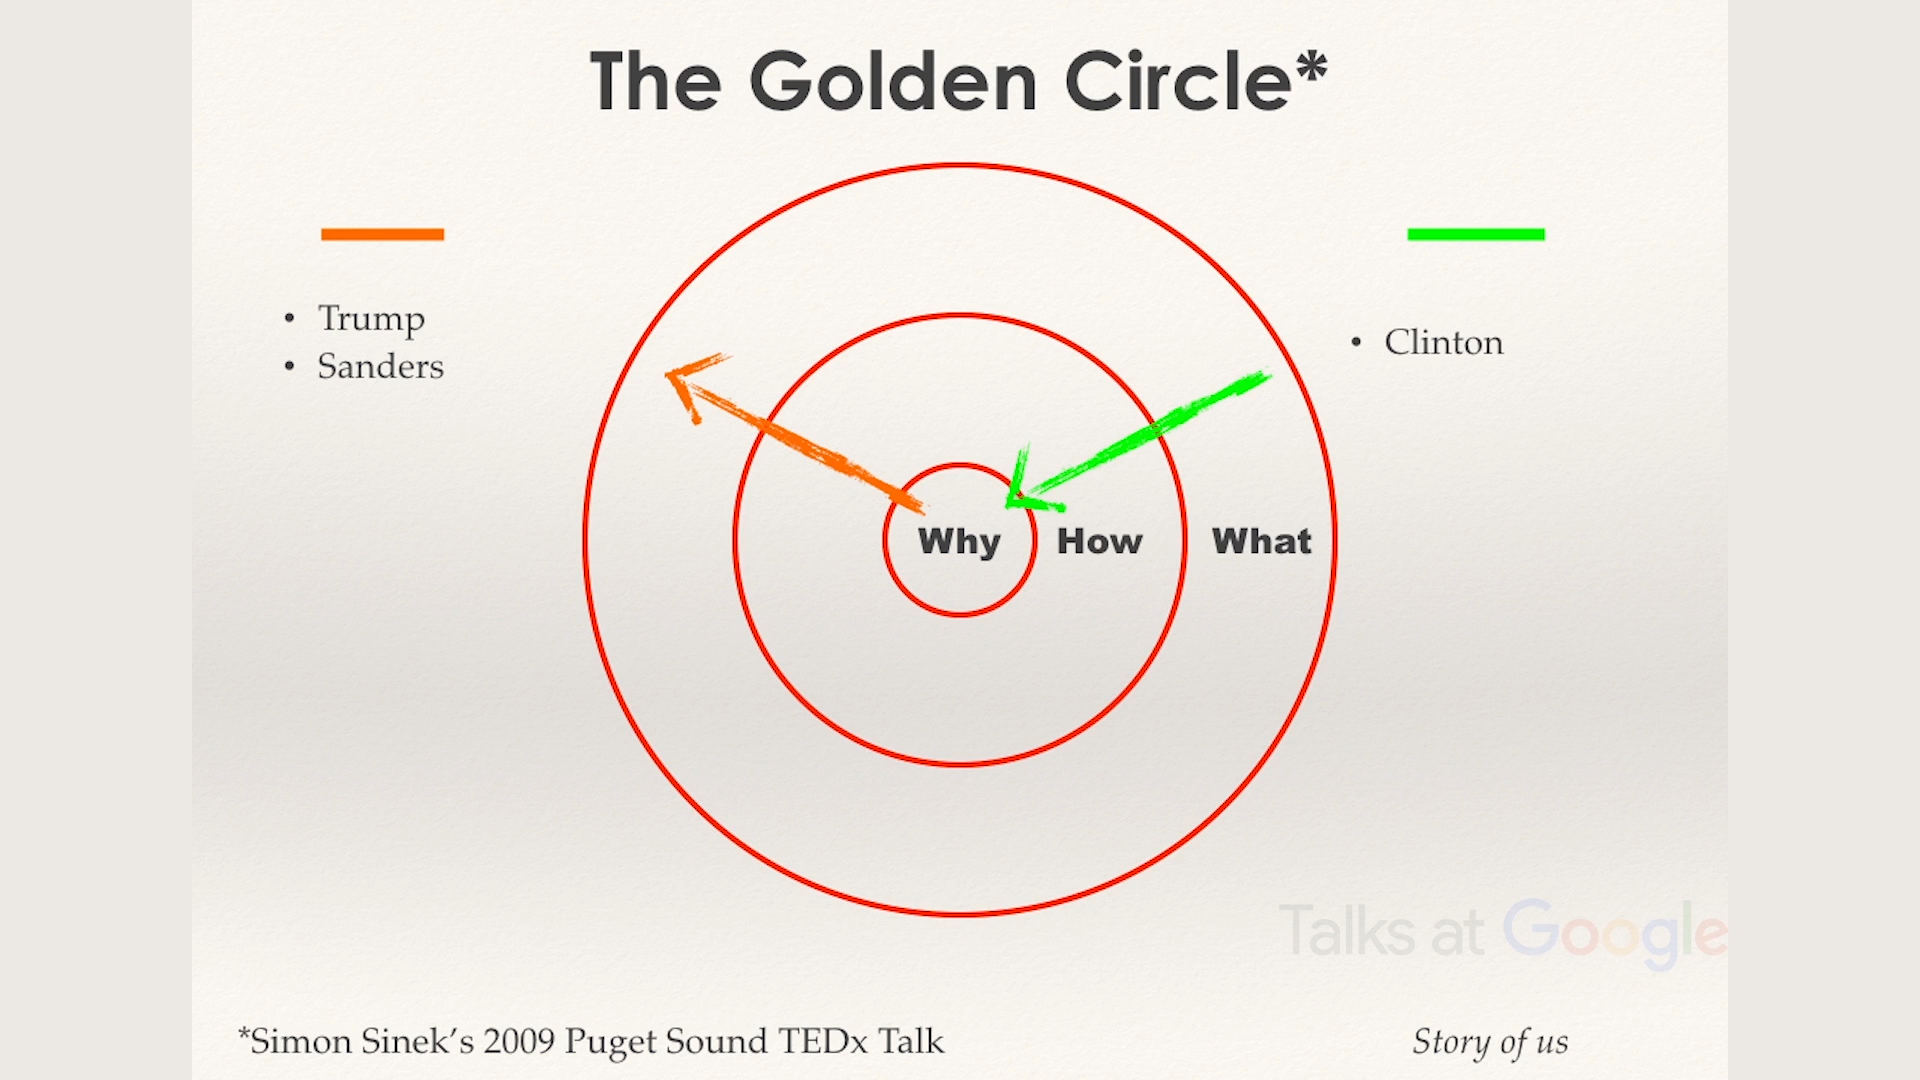 The Golden Circle*
• Trump
• Sanders
• Clinton
Why How What
Talks at Google
*Simon Sinek’s 2009 Puget Sound TEDx Talk
Story of us